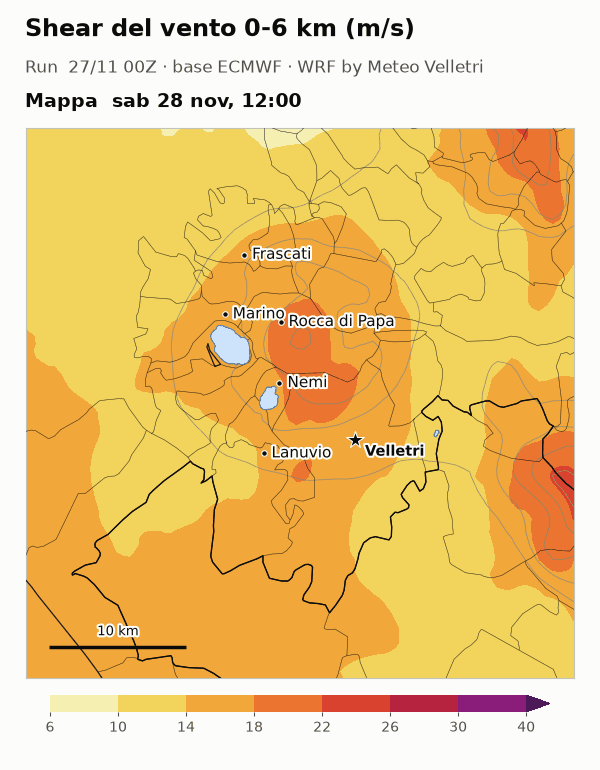 Shear del vento 0-6 km (m/s)
Run  27/11 00Z · base ECMWF · WRF by Meteo Velletri
Mappa  sab 28 nov, 12:00
Frascati
Marino
Rocca di Papa
Nemi
Velletri
Lanuvio
10 km
6 10 14 18 22 26 30 40